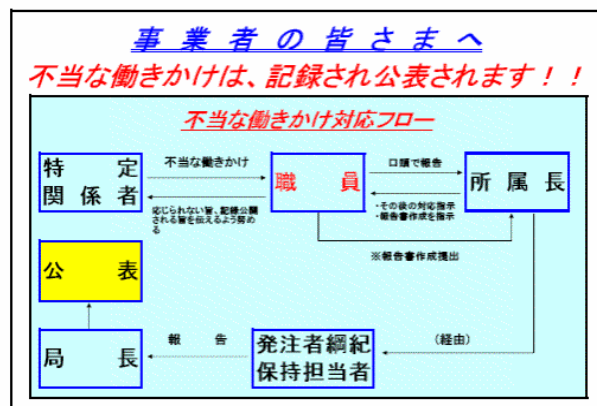 事業者の皆さまへ
不当な働きかけは、記録され公表されます！！
不当な働きかけ対応フロー
特定
関係者
不当な働きかけ
応じられない旨、記録公開
される旨を伝えるよう努め
る
職員
口頭で報告
・その後の対応指示
・報告書作成を指示
所属長
※報告書作成提出
公表
局長
報告
発注者綱紀
保持担当者
（経由）